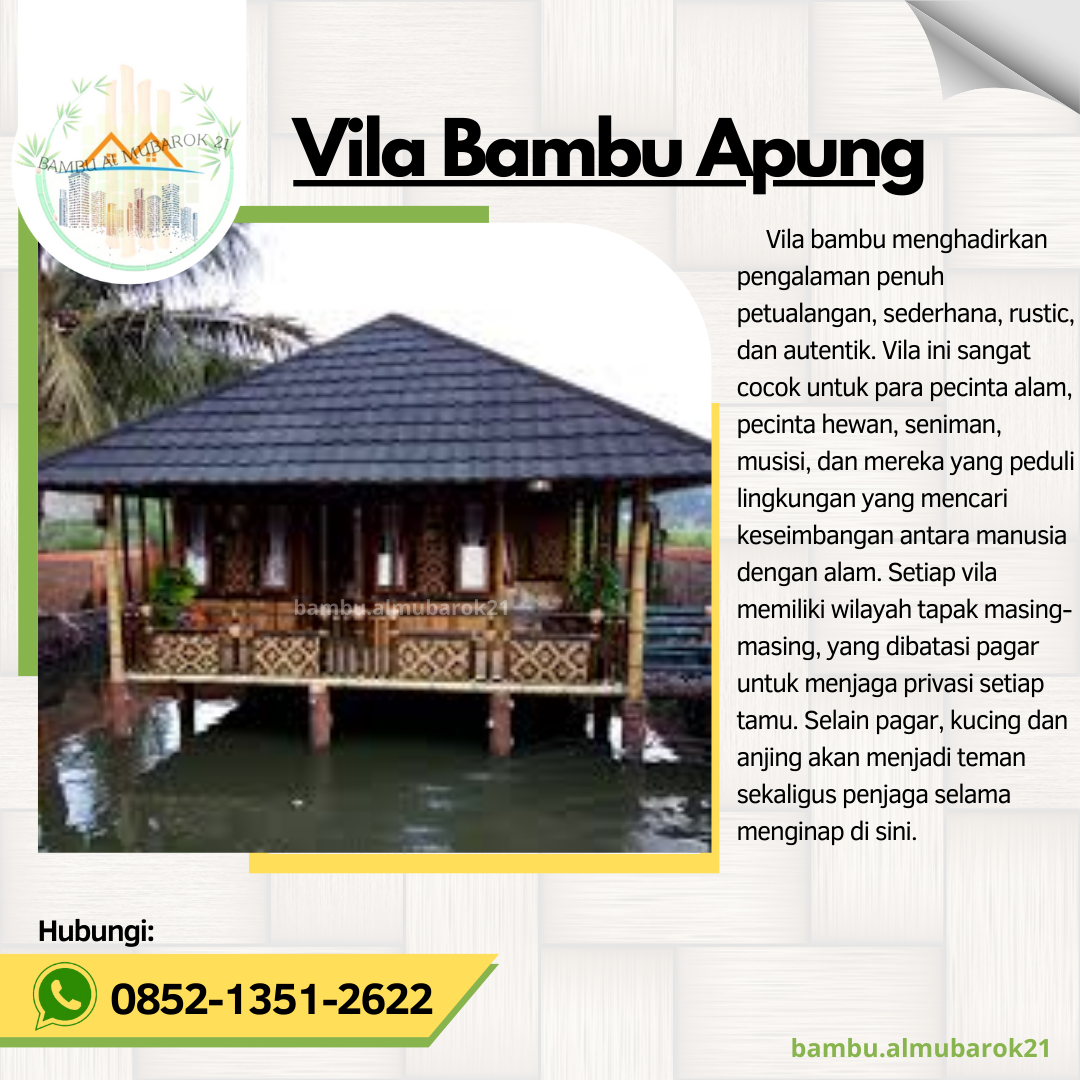 BAMBU AL MUBAROK 21
Vila Bambu Apung
Vila bambu menghadirkan
pengalaman penuh
petualangan, sederhana, rustic,
dan autentik. Vila ini sangat
cocok untuk para pecinta alam,
pecinta hewan, seniman,
musisi, dan mereka yang peduli
lingkungan yang mencari
keseimbangan antara manusia
dengan alam. Setiap vila
memiliki wilayah tapak masing-
masing, yang dibatasi pagar
untuk menjaga privasi setiap
tamu. Selain pagar, kucing dan
anjing akan menjadi teman
sekaligus penjaga selama
menginap di sini.
bambu.almubarok21
Hubungi:
0852-1351-2622
bambu.almubarok21